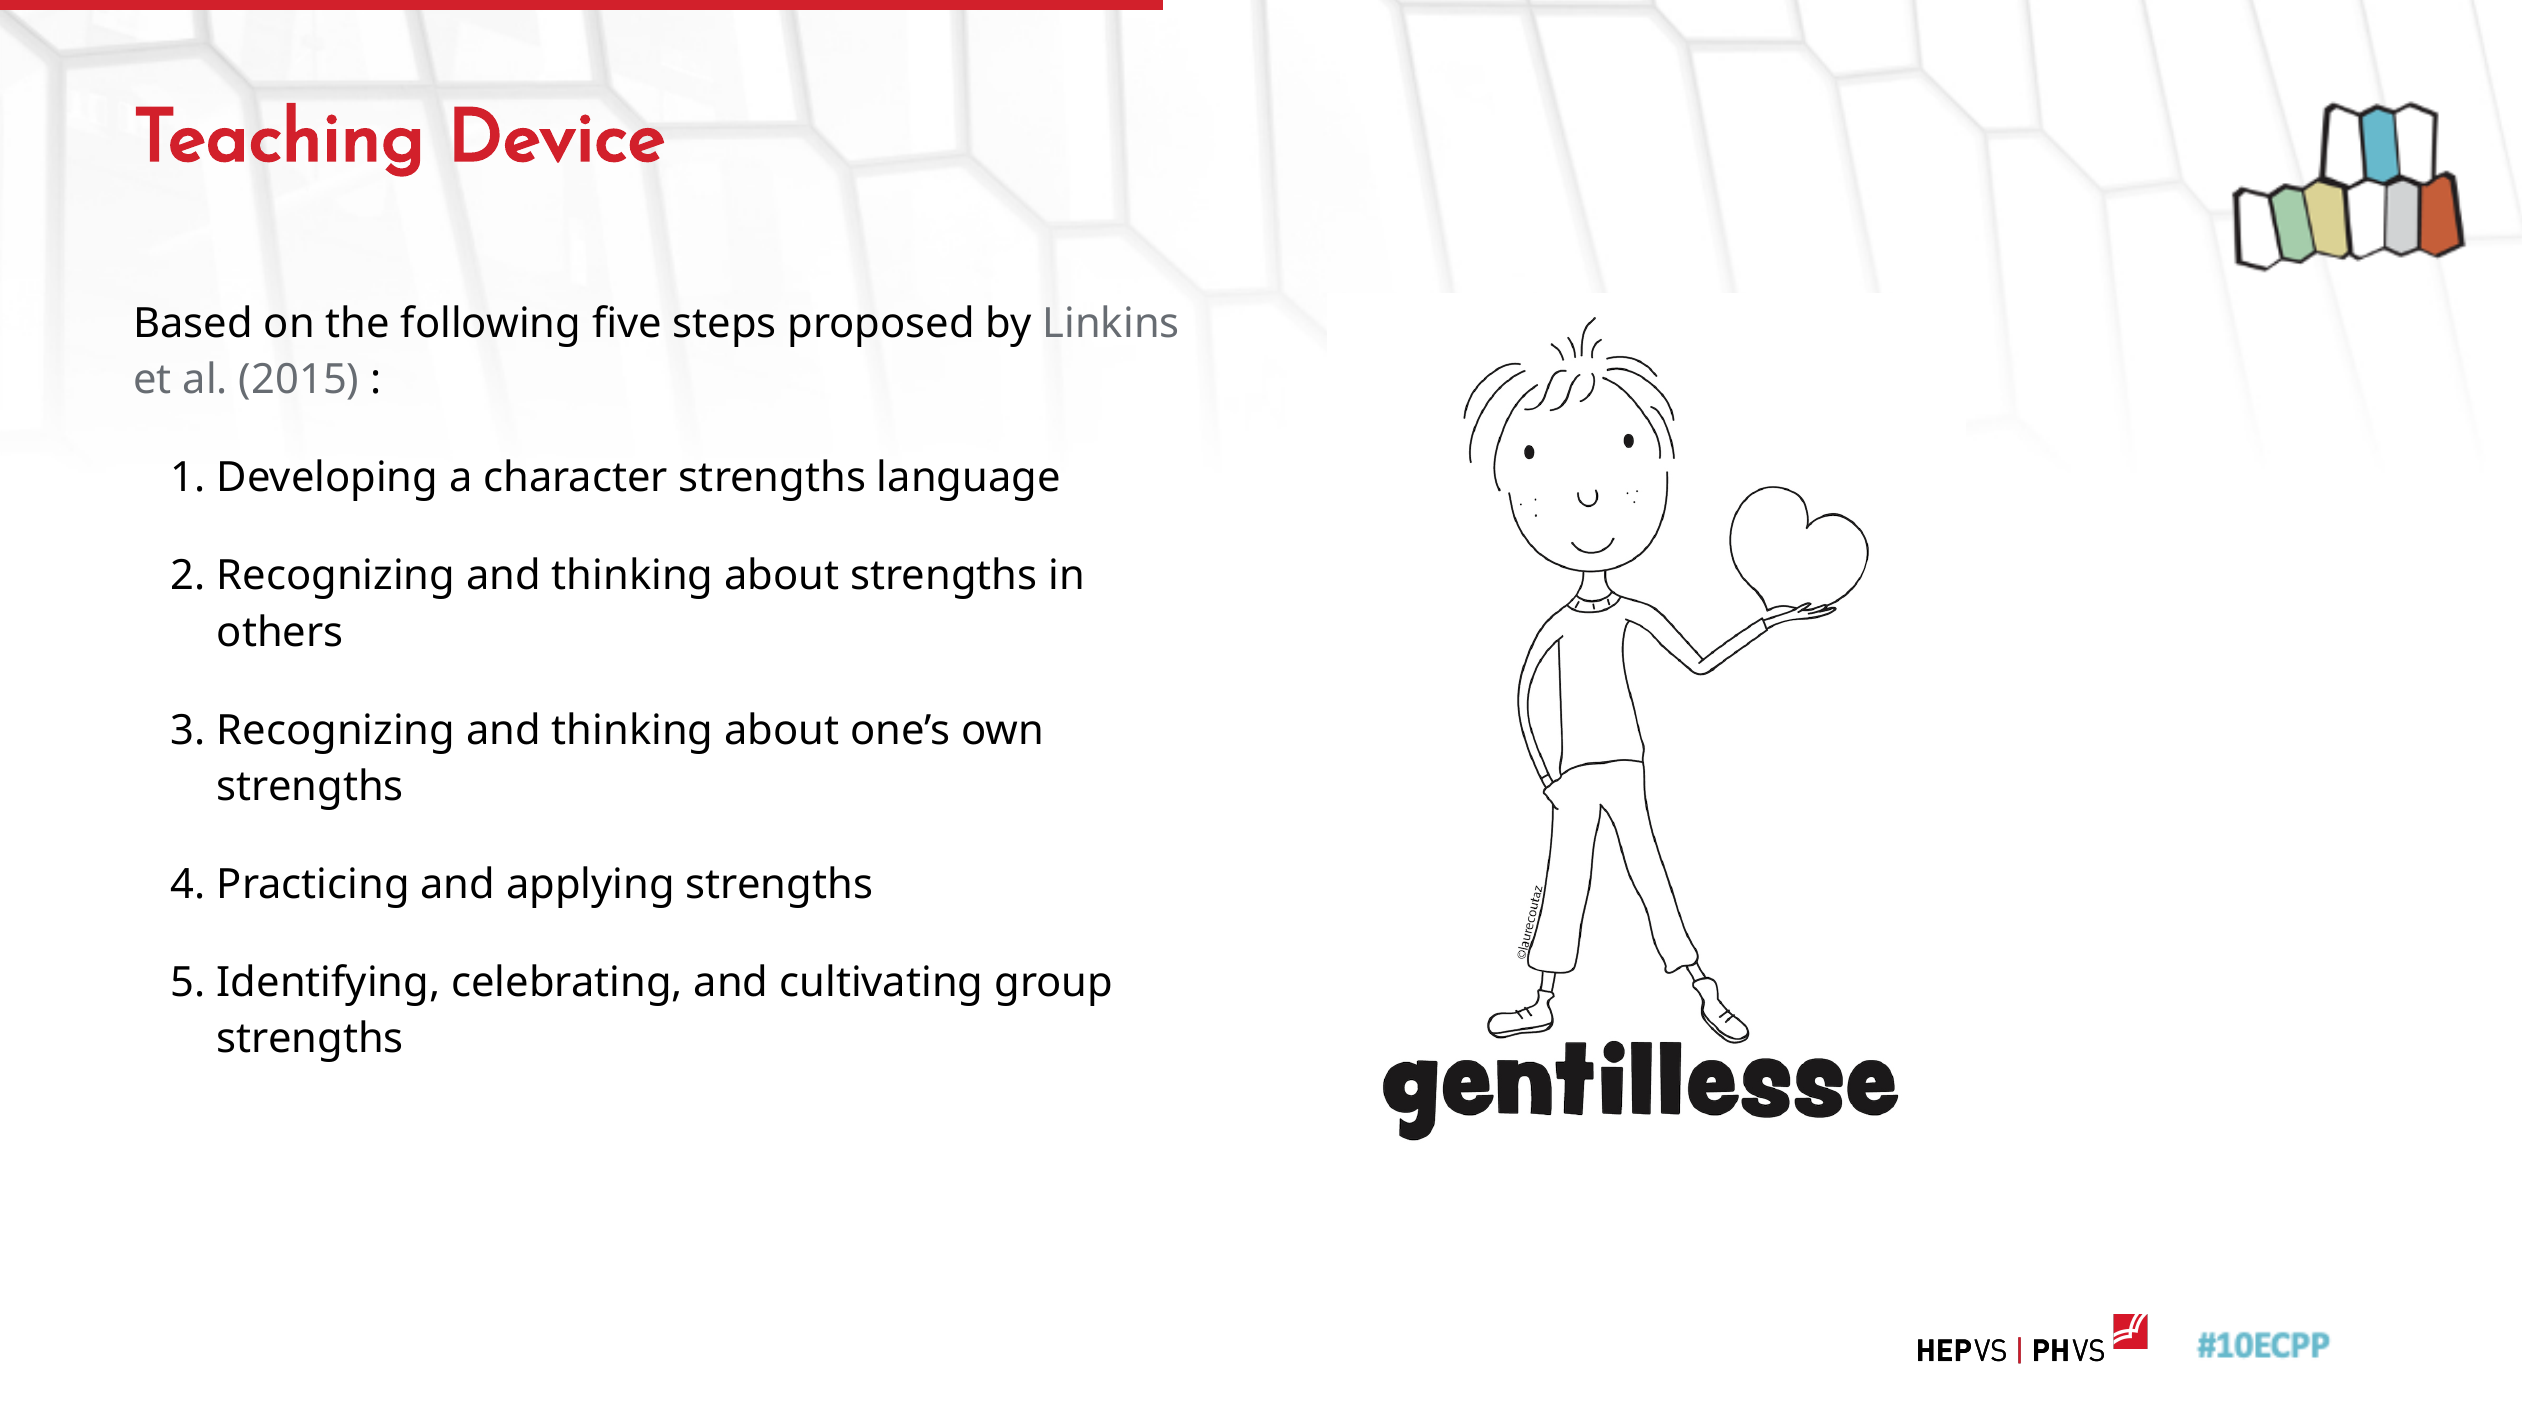 Teaching Device
Based on the following five steps proposed by Linkins
et al. (2015) :
1. Developing a character strengths language
2. Recognizing and thinking about strengths in
others
3. Recognizing and thinking about one’s own
strengths
4. Practicing and applying strengths
5. Identifying, celebrating, and cultivating group
strengths
©laurecoutaz
gentillesse
HEPVS | PHVS
#10ECPP